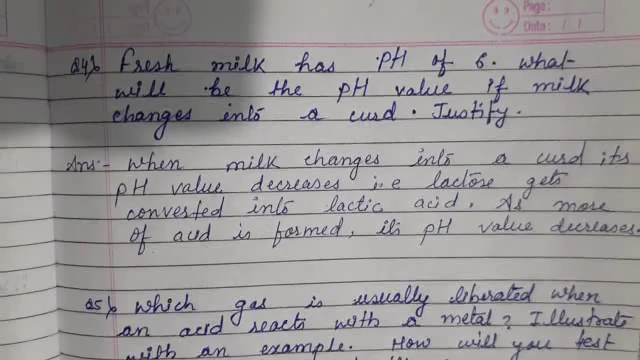 Page:
Date: / /
Q4% Fresh milk has pH of 6. what
will be the pH value if milk
changes into a curd. Justify.
Ans:- When milk changes into a curd its
pH value decreases i.e lactose gets
converted into lactic acid. As more
of acid is formed, its pH value decreases.
Q5% Which gas is usually liberated when
an acid reacts with a metal? Illustrate
with an example. How will you test